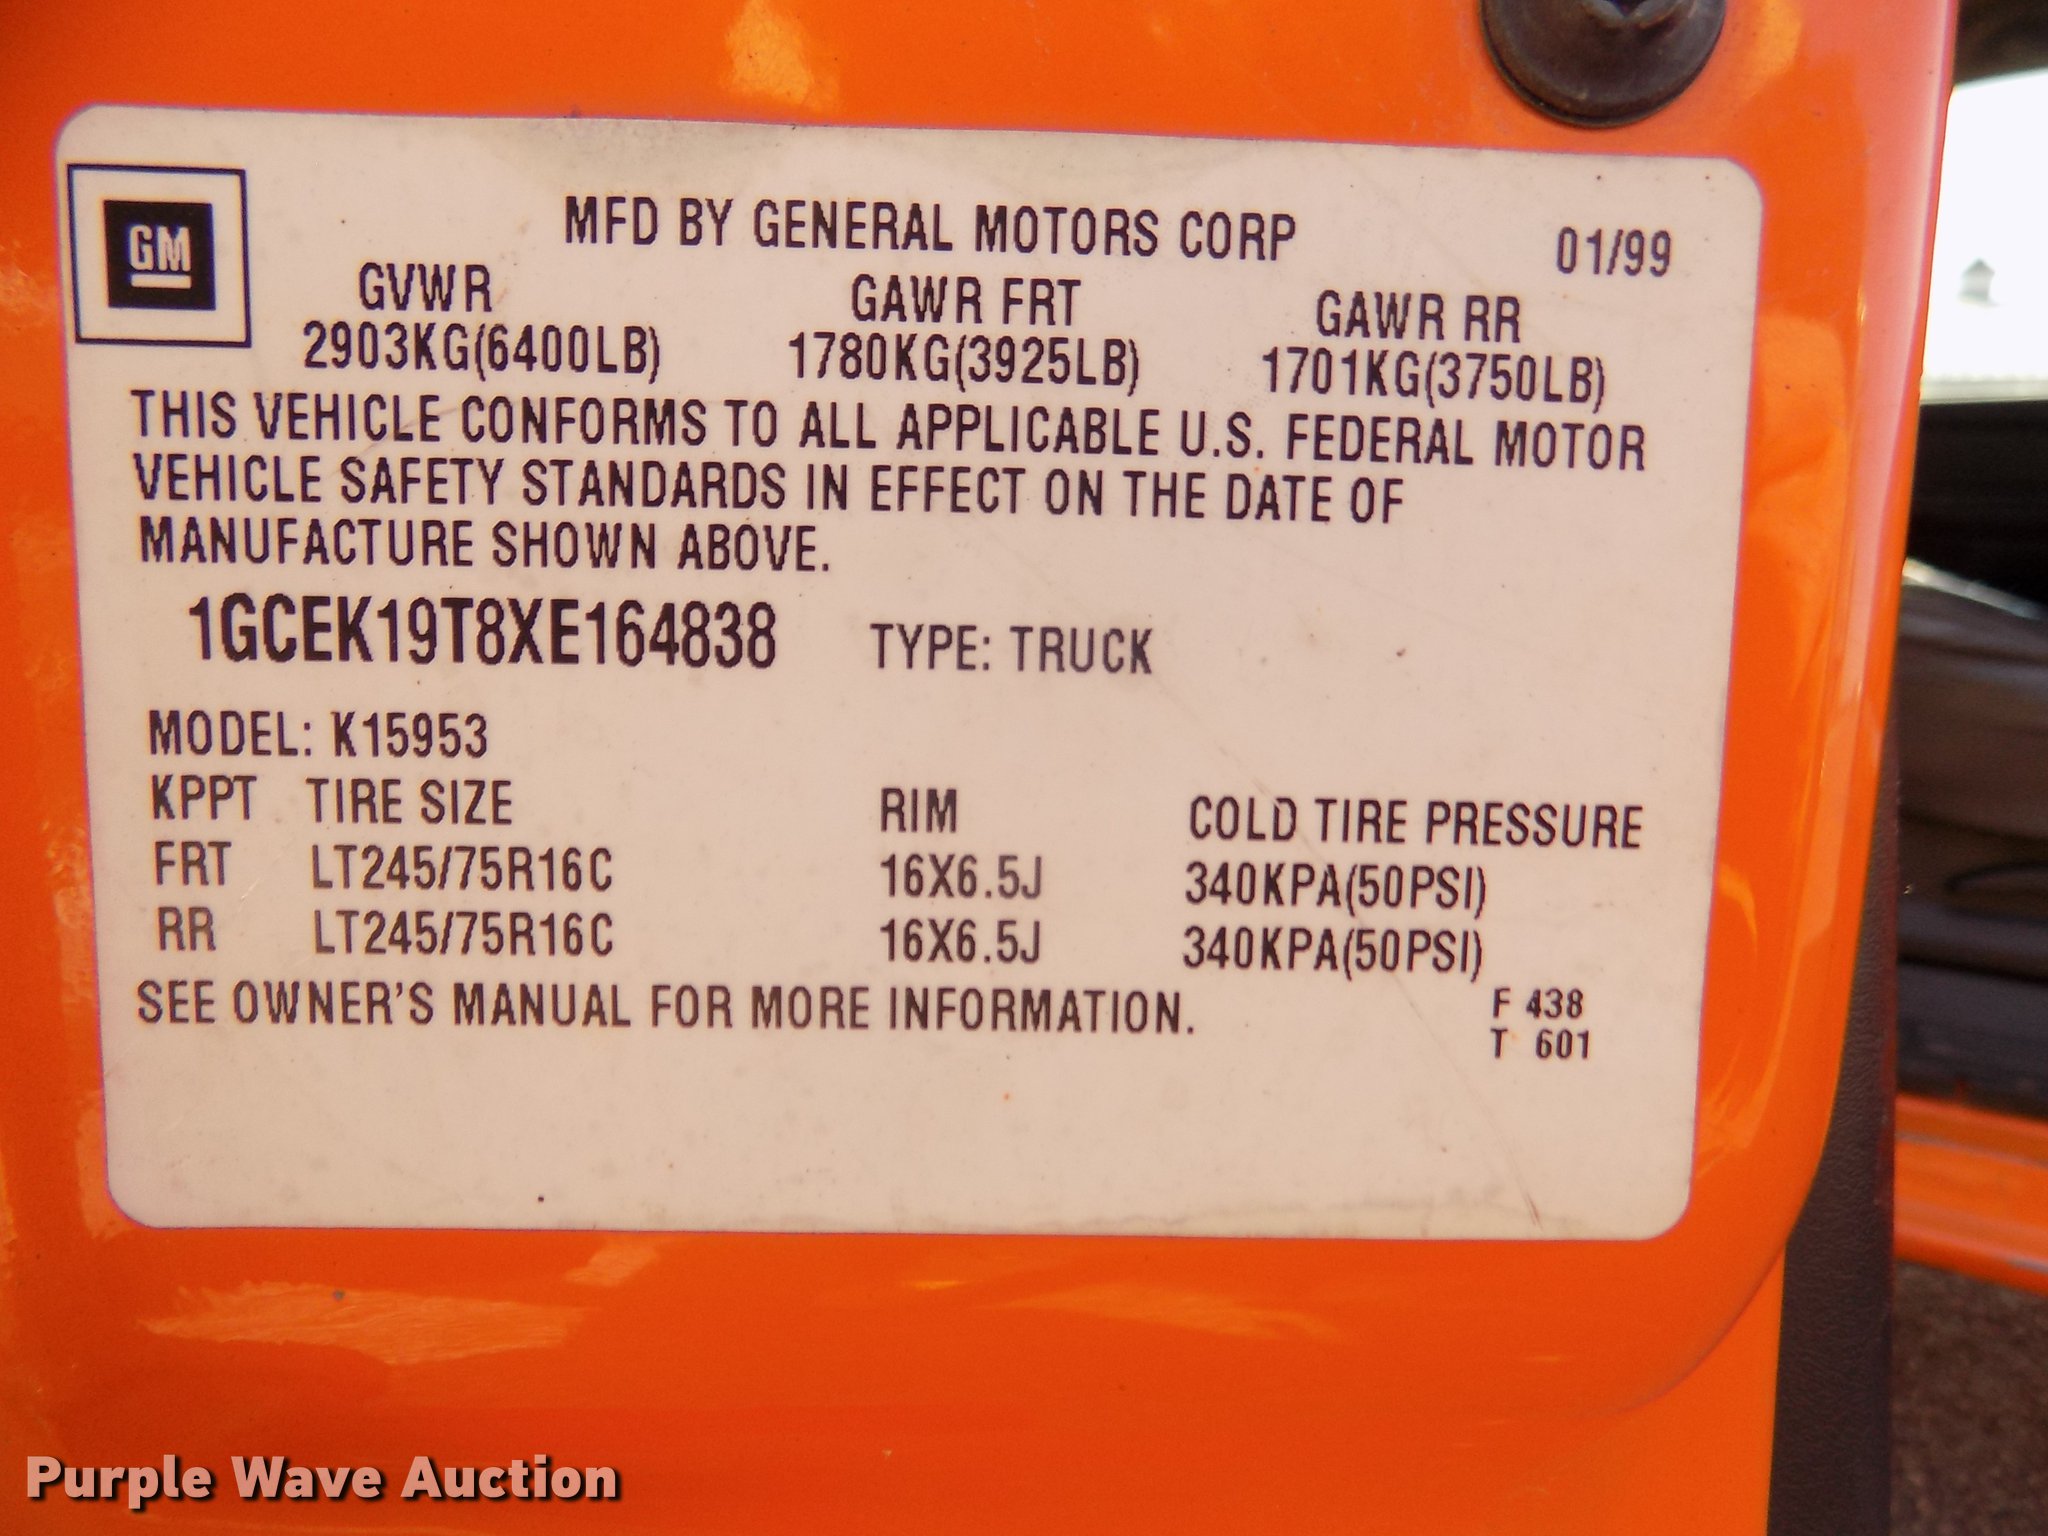 GM
MFD BY GENERAL MOTORS CORP 01/99
GVWR GAWR FRT GAWR RR
2903KG(6400LB) 1780KG(3925LB) 1701KG(3750LB)
THIS VEHICLE CONFORMS TO ALL APPLICABLE U.S. FEDERAL MOTOR
VEHICLE SAFETY STANDARDS IN EFFECT ON THE DATE OF
MANUFACTURE SHOWN ABOVE.
1GCEK19T8XE164838 TYPE: TRUCK
MODEL: K15953
KPPT TIRE SIZE RIM COLD TIRE PRESSURE
FRT LT245/75R16C 16X6.5J 340KPA(50PSI)
RR LT245/75R16C 16X6.5J 340KPA(50PSI)
SEE OWNER'S MANUAL FOR MORE INFORMATION.
F 438
T 601
Purple Wave Auction